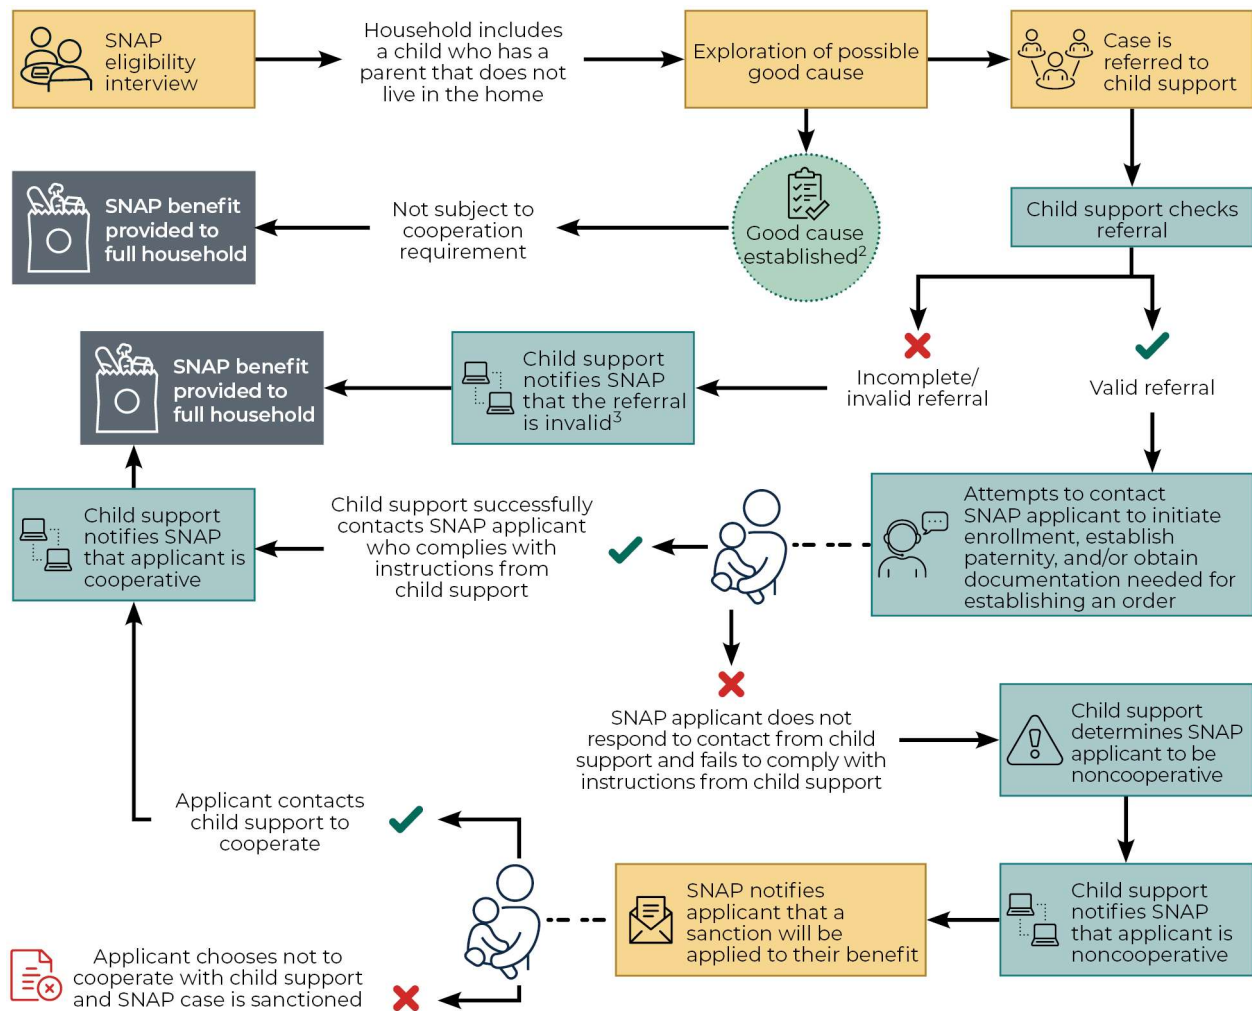 SNAP
eligibility
interview
Household includes
a child who has a
parent that does not
live in the home
Exploration of possible
good cause
Case is
referred to
child support
SNAP benefit
provided to
full household
Not subject to
cooperation
requirement
Good cause
established2
Child support checks
referral
SNAP benefit
provided to
full household
Child support
notifies SNAP
that the referral
is invalid3
Incomplete/
invalid referral
Valid referral
Child support
notifies SNAP
that applicant is
cooperative
Child support successfully
contacts SNAP applicant
who complies with
instructions from
child support
Attempts to contact
SNAP applicant to initiate
enrollment, establish
paternity, and/or obtain
documentation needed for
establishing an order
SNAP applicant does not
respond to contact from child
support and fails to comply with
instructions from child support
Child support
determines SNAP
applicant to be
noncooperative
Applicant contacts
child support to
cooperate
SNAP notifies
applicant that a
sanction will be
applied to their benefit
Child support
notifies SNAP
that applicant is
noncooperative
Applicant chooses not to
cooperate with child support
and SNAP case is sanctioned